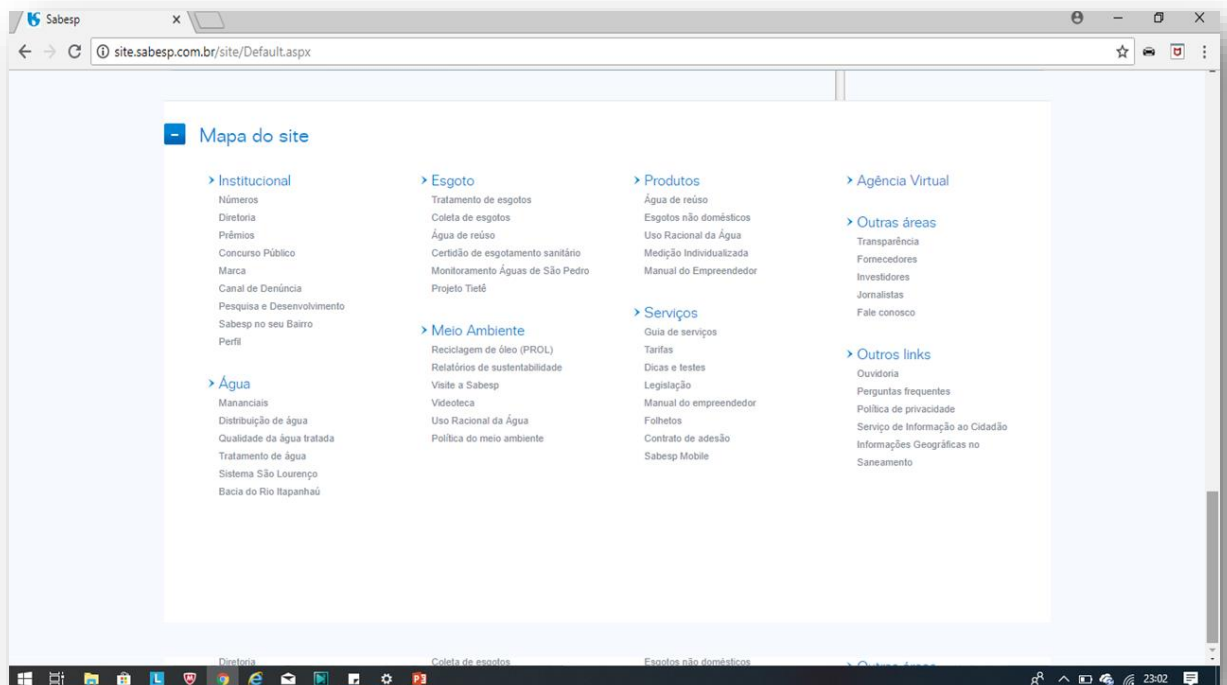 Sabesp
site.sabesp.com.br/site/Default.aspx
Mapa do site
Institucional
Números
Diretoria
Prêmios
Concurso Público
Marca
Canal de Denúncia
Pesquisa e Desenvolvimento
Sabesp no seu Bairro
Perfil
Água
Mananciais
Distribuição de água
Qualidade da água tratada
Tratamento de água
Sistema São Lourenço
Bacia do Rio Itapanhaú
Esgoto
Tratamento de esgotos
Coleta de esgotos
Água de reúso
Certidão de esgotamento sanitário
Monitoramento Águas de São Pedro
Projeto Tietê
Meio Ambiente
Reciclagem de óleo (PROL)
Relatórios de sustentabilidade
Visite a Sabesp
Videoteca
Uso Racional da Água
Política do meio ambiente
Produtos
Água de reúso
Esgotos não domésticos
Uso Racional da Água
Medição Individualizada
Manual do Empreendedor
Serviços
Guia de serviços
Tarifas
Dicas e testes
Legislação
Manual do empreendedor
Folhetos
Contrato de adesão
Sabesp Mobile
Agência Virtual
Outras áreas
Transparência
Fornecedores
Investidores
Jornalistas
Fale conosco
Outros links
Ouvidoria
Perguntas frequentes
Política de privacidade
Serviço de Informação ao Cidadão
Informações Geográficas no
Saneamento
Diretoria
Coleta de esgotos
Esgotos não domésticos
Outras áreas
23:02